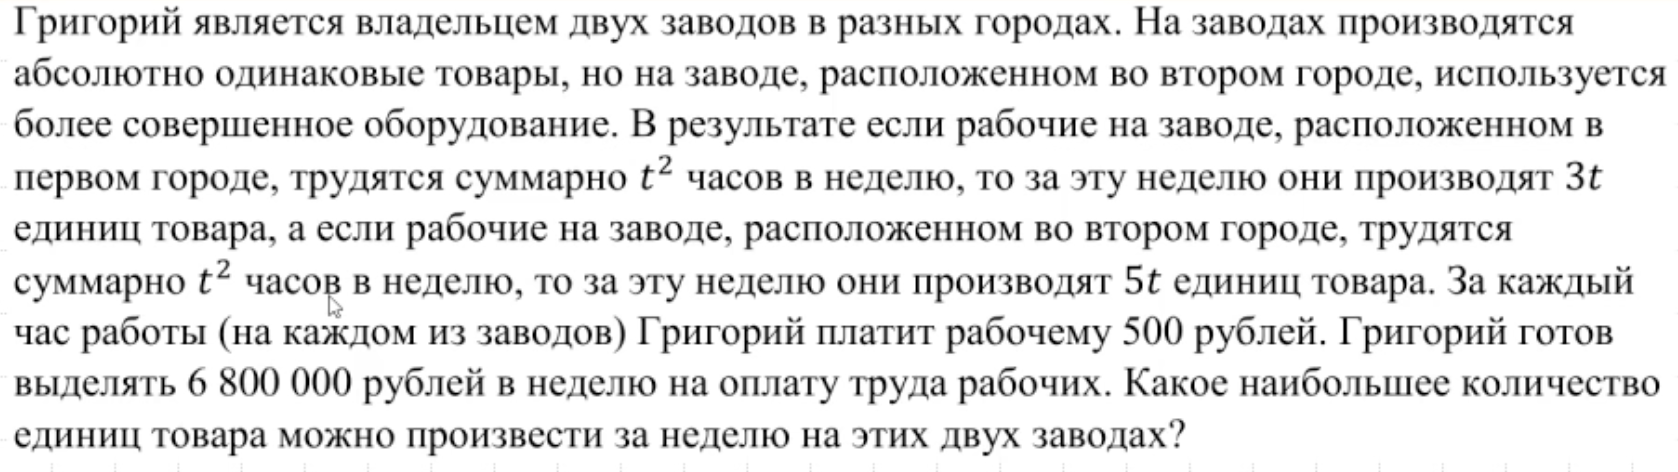 Григорий является владельцем двух заводов в разных городах. На заводах производятся
абсолютно одинаковые товары, но на заводе, расположенном во втором городе, используется
более совершенное оборудование. В результате если рабочие на заводе, расположенном в
первом городе, трудятся суммарно t² часов в неделю, то за эту неделю они производят 3t
единиц товара, а если рабочие на заводе, расположенном во втором городе, трудятся
суммарно t² часов в неделю, то за эту неделю они производят 5t единиц товара. За каждый
час работы (на каждом из заводов) Григорий платит рабочему 500 рублей. Григорий готов
выделять 6 800 000 рублей в неделю на оплату труда рабочих. Какое наибольшее количество
единиц товара можно произвести за неделю на этих двух заводах?